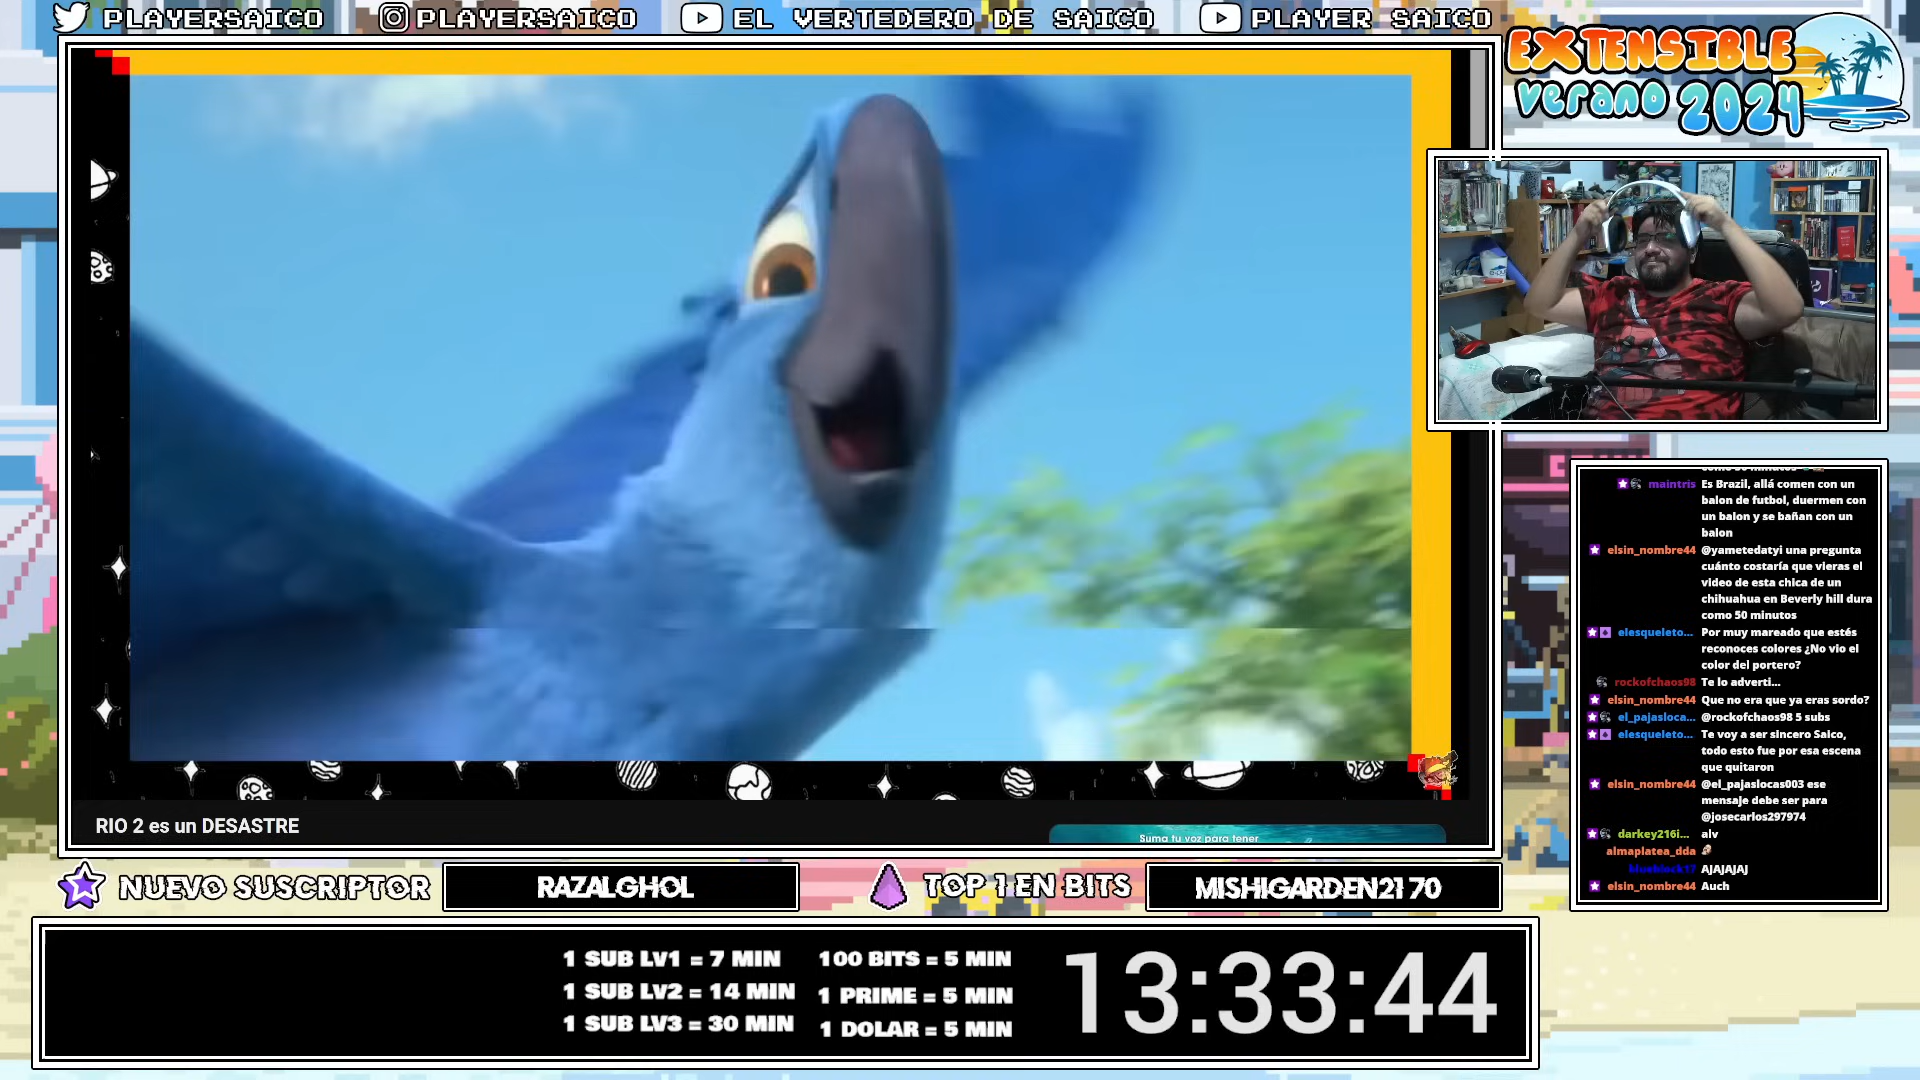 PLAYERSAICO
PLAYERSAICO
EL VERTEDERO DE SAICO
PLAYER SAICO
EXTENSIBLE
verano 2024
maintris Es Brazil, allá comen con un
balon de futbol, duermen con
un balon y se bañan con un
balon
elsin_nombre44 @yametedatyi una pregunta
cuánto costaría que vieras el
video de esta chica de un
chihuahua en Beverly hill dura
como 50 minutos
elesqueleto... Por muy mareado que estés
reconoces colores ¿No vio el
color del portero?
rockofchaos98 Te lo adverti...
elsin_nombre44 Que no era que ya eras sordo?
el_pajasloca... @rockofchaos98 5 subs
elesqueleto... Te voy a ser sincero Saico,
todo esto fue por esa escena
que quitaron
elsin_nombre44 @el_pajaslocas003 ese
mensaje debe ser para
@josecarlos297974
darkey216i... alv
almaplatea_dda
AJAJAJAJ
elsin_nombre44 Auch
RIO 2 es un DESASTRE
Suma tu voz para tener
NUEVO SUSCRIPTOR
RAZALGHOL
TOP 1 EN BITS
MISHIGARDEN21 70
1 SUB LV1 = 7 MIN
1 SUB LV2 = 14 MIN
1 SUB LV3 = 30 MIN
100 BITS = 5 MIN
1 PRIME = 5 MIN
1 DOLAR = 5 MIN
13:33:44